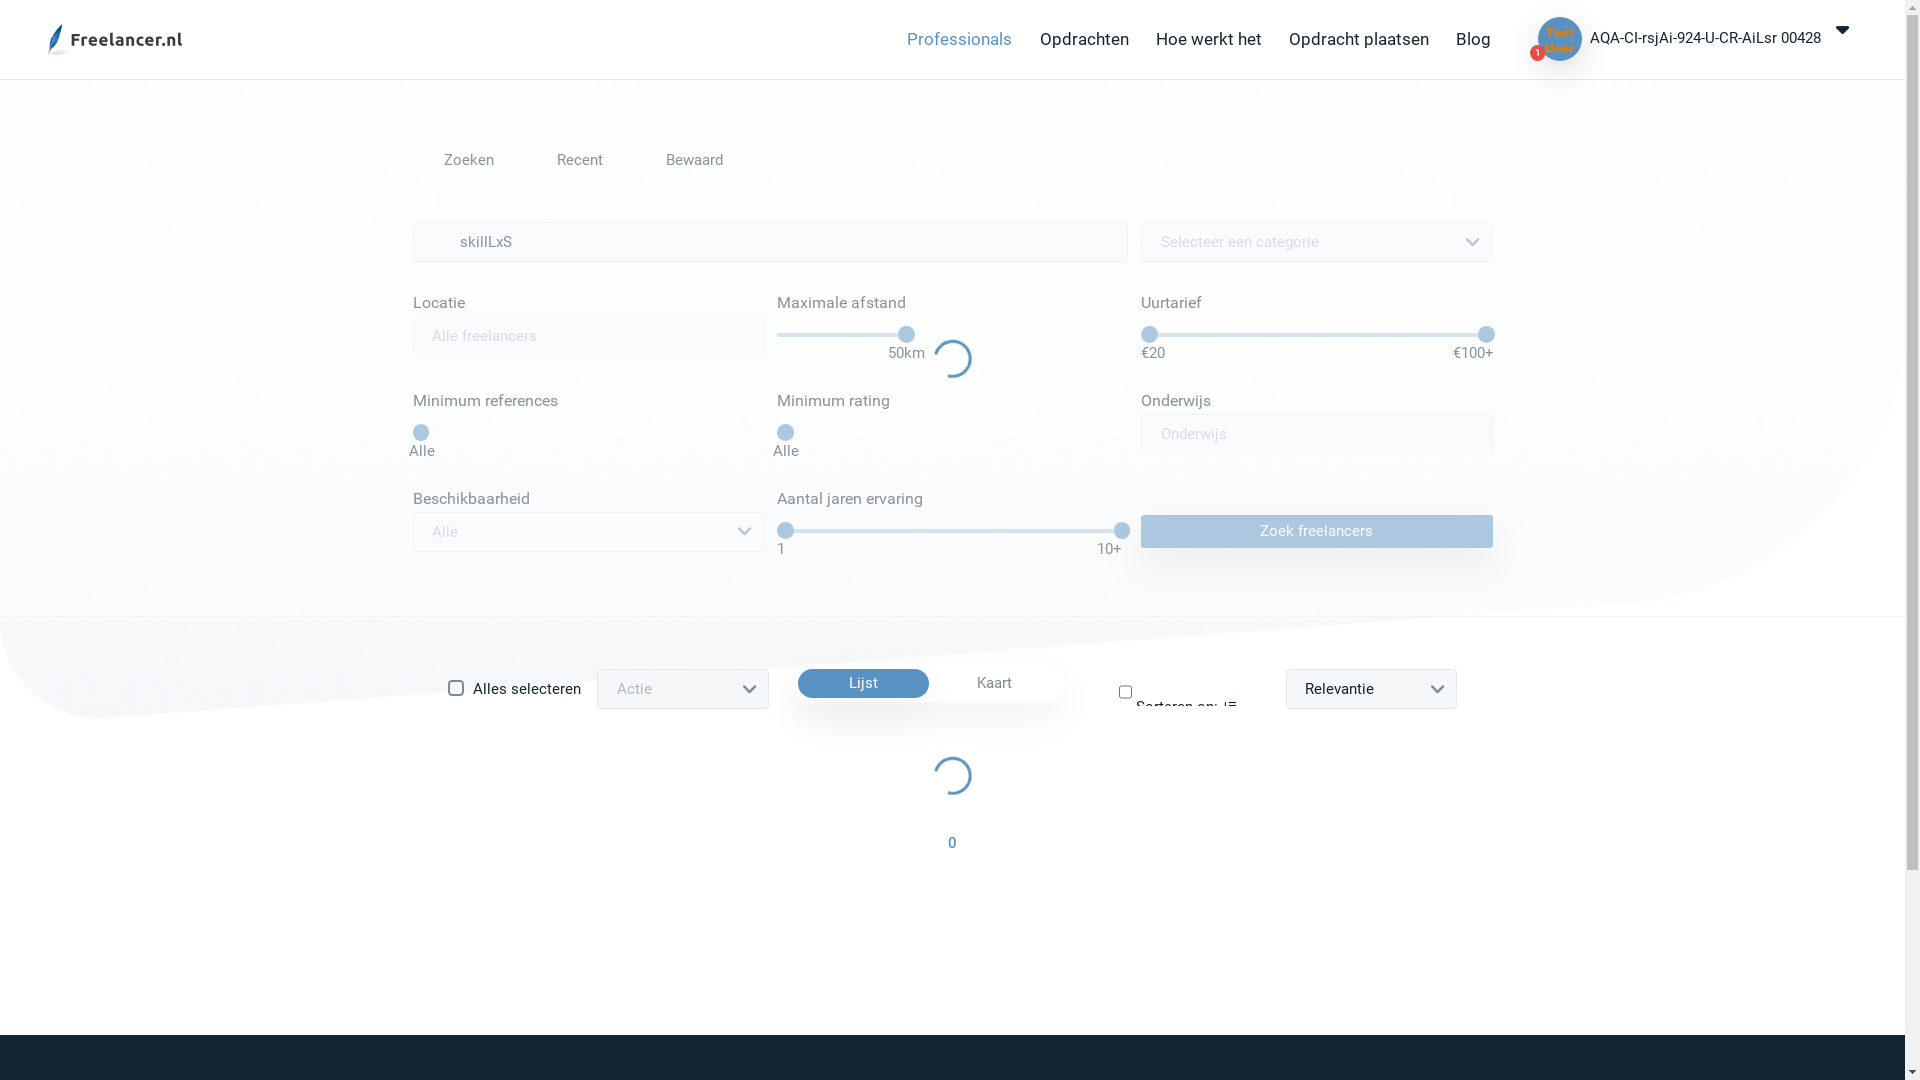 Freelancer.nl
Professionals Opdrachten Hoe werkt het Opdracht plaatsen Blog
Test User
1
AQA-CI-rsjAi-924-U-CR-AiLsr 00428
Zoeken Recent Bewaard
skillLxS
Selecteer een categorie
Locatie
Alle freelancers
Maximale afstand
50km
Uurtarief
€20 €100+
Minimum references
Alle
Minimum rating
Alle
Onderwijs
Onderwijs
Beschikbaarheid
Alle
Aantal jaren ervaring
1 10+
Zoek freelancers
Alles selecteren
Actie
Lijst Kaart
Sorteren op:
Relevantie
0